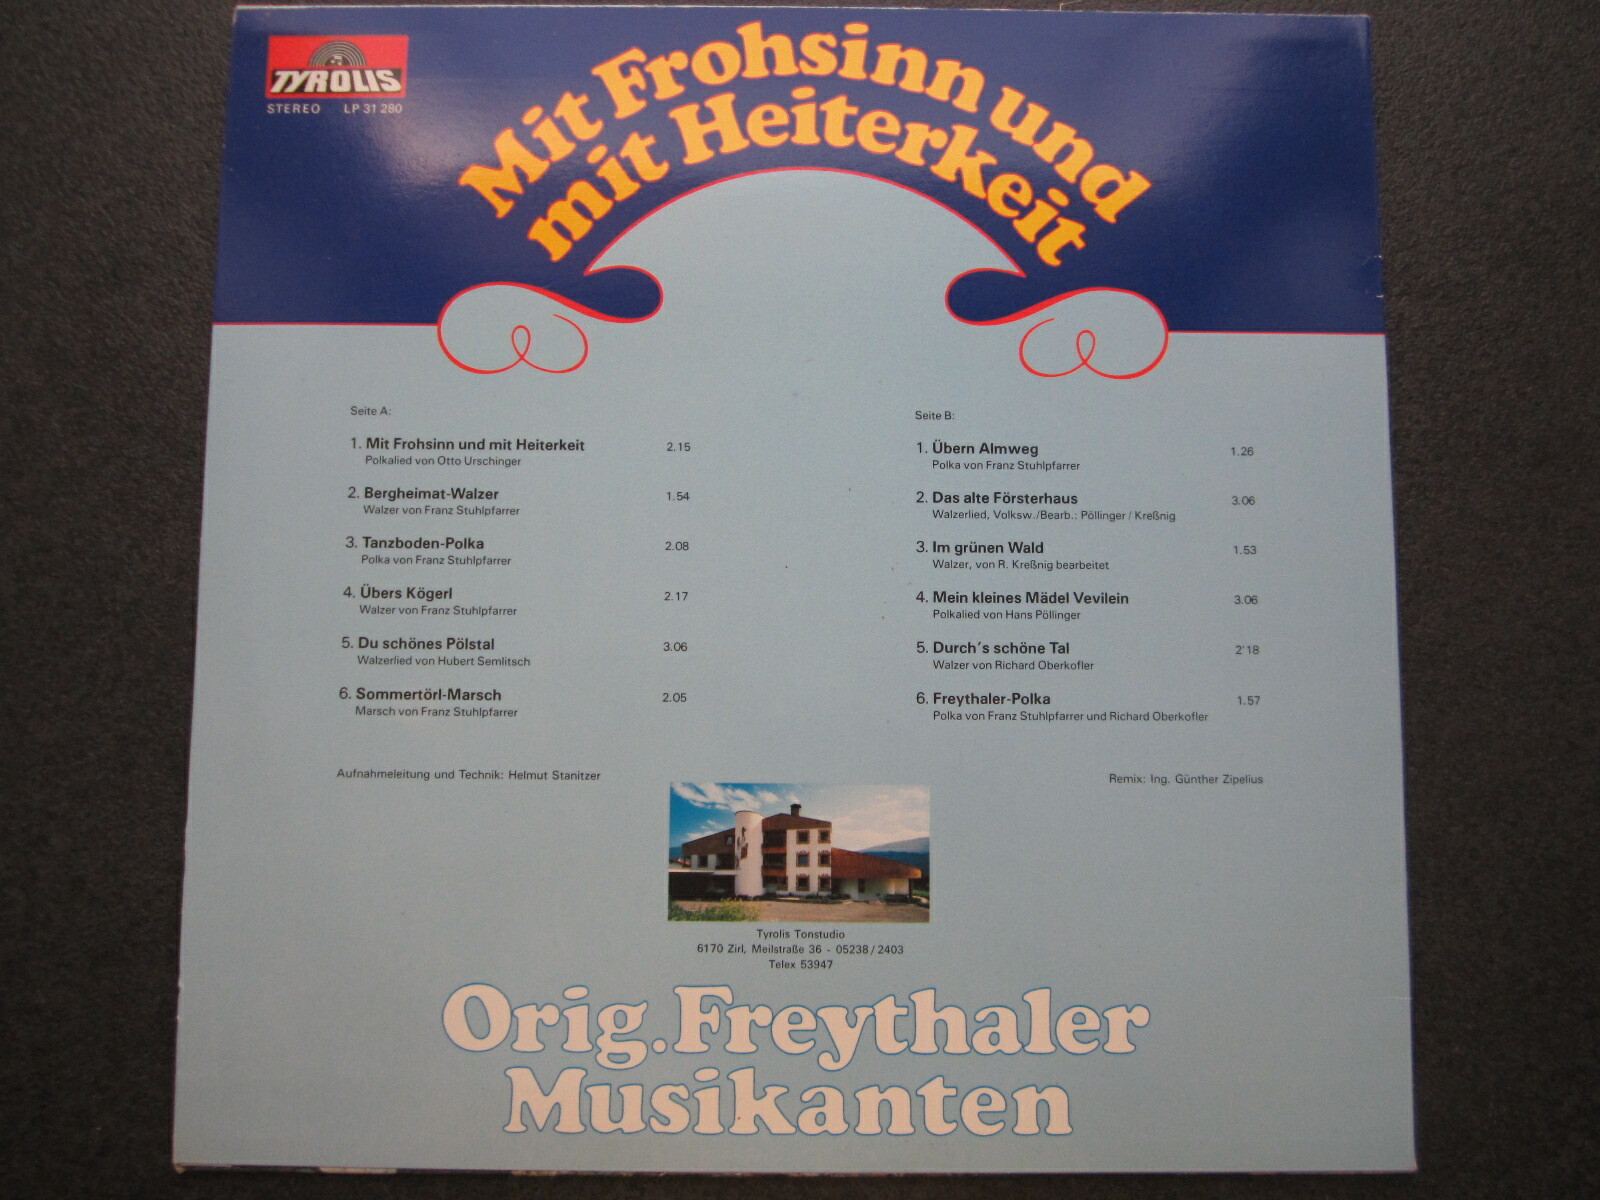 TYROLIS
STEREO LP 31 280
Mit Frohsinn und
mit Heiterkeit
Seite A:
1. Mit Frohsinn und mit Heiterkeit 2.15
Polkalied von Otto Urschinger
2. Bergheimat-Walzer 1.54
Walzer von Franz Stuhlpfarrer
3. Tanzboden-Polka 2.08
Polka von Franz Stuhlpfarrer
4. Übers Kögerl 2.17
Walzer von Franz Stuhlpfarrer
5. Du schönes Pölstal 3.06
Walzerlied von Hubert Semlitsch
6. Sommertörl-Marsch 2.05
Marsch von Franz Stuhlpfarrer
Aufnahmeleitung und Technik: Helmut Stanitzer
Seite B:
1. Übern Almweg 1.26
Polka von Franz Stuhlpfarrer
2. Das alte Försterhaus 3.06
Walzerlied, Volksw./Bearb.: Pöllinger / Kreßnig
3. Im grünen Wald 1.53
Walzer, von R. Kreßnig bearbeitet
4. Mein kleines Mädel Vevilein 3.06
Polkalied von Hans Pöllinger
5. Durch's schöne Tal 2'18
Walzer von Richard Oberkofler
6. Freythaler-Polka 1.57
Polka von Franz Stuhlpfarrer und Richard Oberkofler
Remix: Ing. Günther Zipelius
Tyrolis Tonstudio
6170 Zirl, Meilstraße 36 - 05238/2403
Telex 53947
Orig. Freythaler
Musikanten